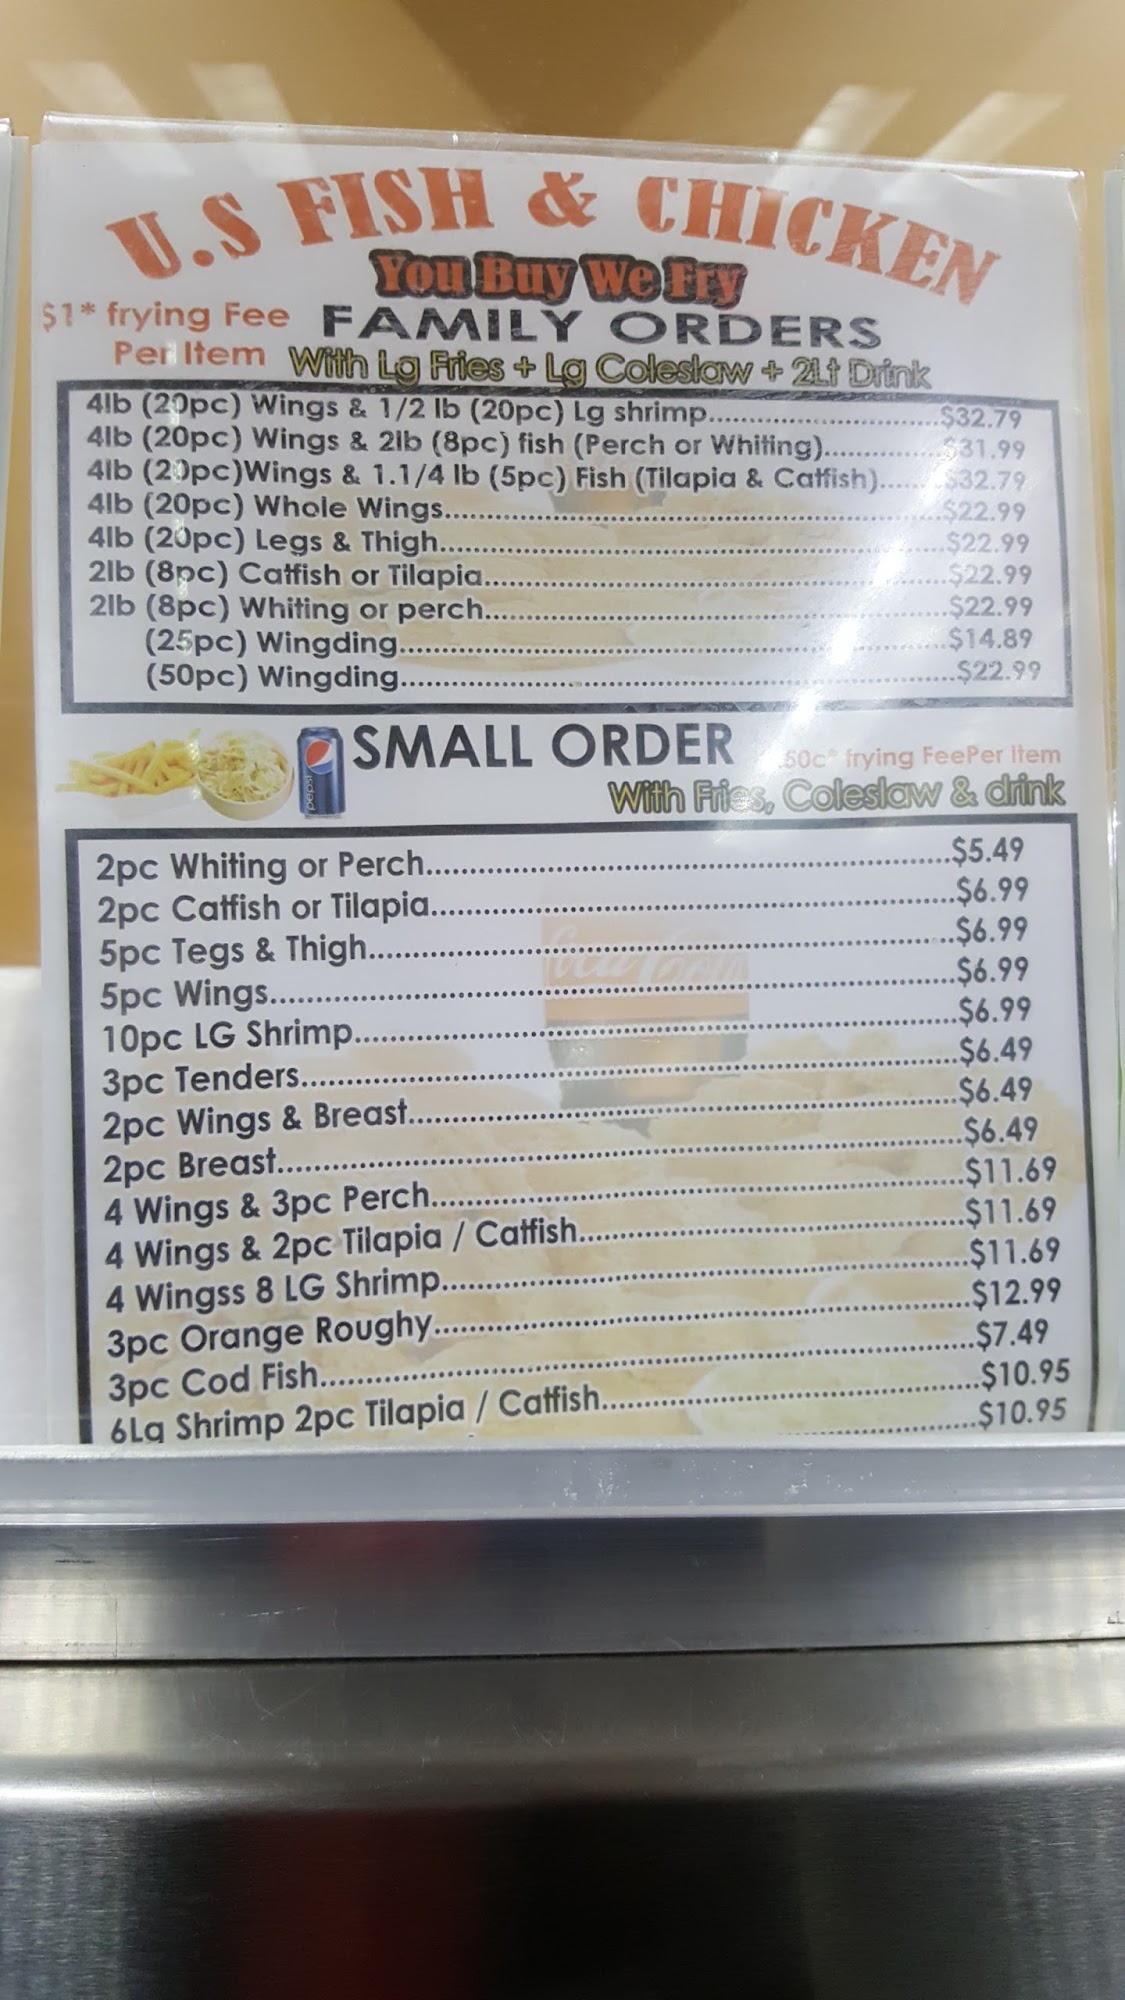 U.S FISH & CHICKEN
You Buy We Fry
$1* frying Fee
Per Item
FAMILY ORDERS
With Lg Fries + Lg Coleslaw + 2Lt Drink
4lb (20pc) Wings & 1/2 lb (20pc) Lg shrimp..........................$32.79
4lb (20pc) Wings & 2lb (8pc) fish (Perch or Whiting)...............$31.99
4lb (20pc)Wings & 1.1/4 lb (5pc) Fish (Tilapia & Catfish).......$32.79
4lb (20pc) Whole Wings..........................$22.99
4lb (20pc) Legs & Thigh..........................$22.99
2lb (8pc) Catfish or Tilapia..........................$22.99
2lb (8pc) Whiting or perch..........................$22.99
(25pc) Wingding..........................$14.89
(50pc) Wingding..........................$22.99
pepsi
SMALL ORDER
.50c* frying FeePer Item
With Fries, Coleslaw & drink
2pc Whiting or Perch..........................$5.49
2pc Catfish or Tilapia..........................$6.99
5pc Tegs & Thigh..........................$6.99
5pc Wings..........................$6.99
10pc LG Shrimp..........................$6.99
3pc Tenders..........................$6.49
2pc Wings & Breast..........................$6.49
2pc Breast..........................$6.49
4 Wings & 3pc Perch..........................$11.69
4 Wings & 2pc Tilapia / Catfish..........................$11.69
4 Wingss 8 LG Shrimp..........................$11.69
3pc Orange Roughy..........................$12.99
3pc Cod Fish..........................$7.49
6Lg Shrimp 2pc Tilapia / Catfish..........................$10.95
..........................$10.95
Coca-Cola